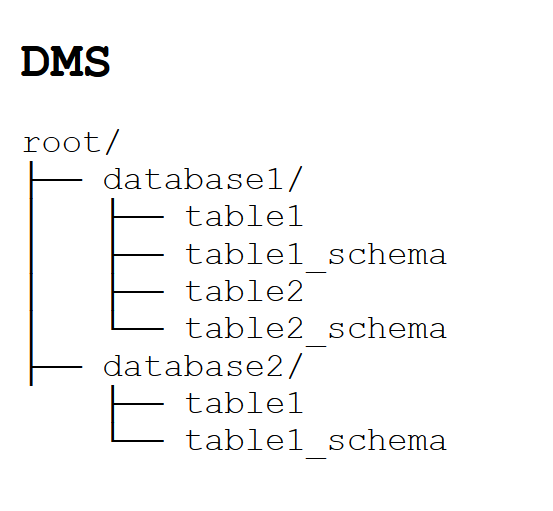 DMS
root/
├── database1/
│   ├── table1
│   ├── table1_schema
│   ├── table2
│   └── table2_schema
├── database2/
    ├── table1
    └── table1_schema